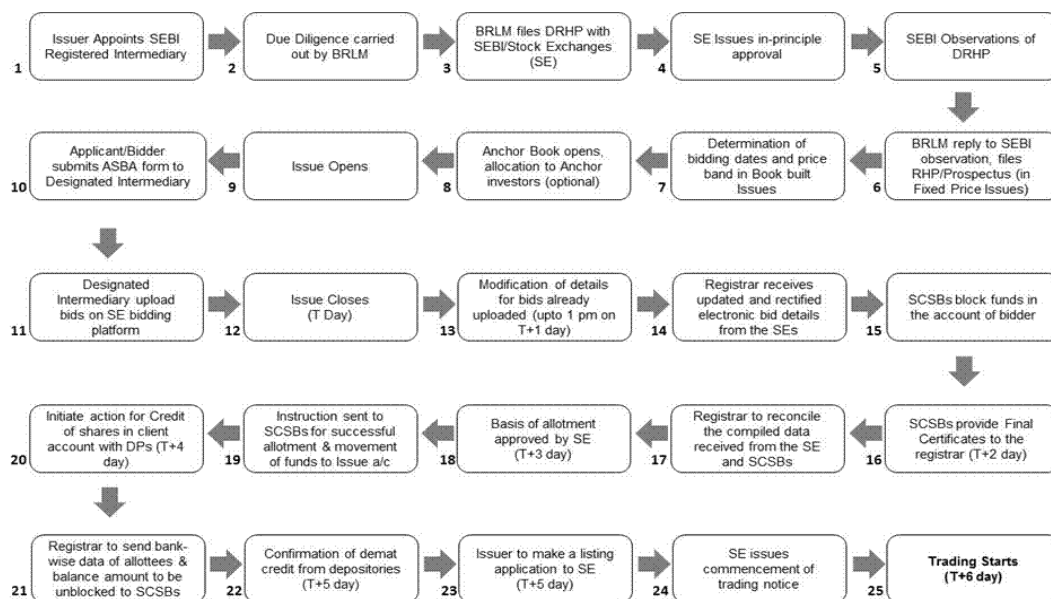 1
Issuer Appoints SEBI
Registered Intermediary
2
Due Diligence carried
out by BRLM
3
BRLM files DRHP with
SEBI/Stock Exchanges
(SE)
4
SE Issues in-principle
approval
5
SEBI Observations of
DRHP
6
BRLM reply to SEBI
observation, files
RHP/Prospectus (in
Fixed Price Issues)
7
Determination of
bidding dates and price
band in Book built
Issues
8
Anchor Book opens,
allocation to Anchor
investors (optional)
9
Issue Opens
10
Applicant/Bidder
submits ASBA form to
Designated Intermediary
11
Designated
Intermediary upload
bids on SE bidding
platform
12
Issue Closes
(T Day)
13
Modification of details
for bids already
uploaded (upto 1 pm on
T+1 day)
14
Registrar receives
updated and rectified
electronic bid details
from the SEs
15
SCSBs block funds in
the account of bidder
16
SCSBs provide Final
Certificates to the
registrar (T+2 day)
17
Registrar to reconcile
the compiled data
received from the SE
and SCSBs
18
Basis of allotment
approved by SE
(T+3 day)
19
Instruction sent to
SCSBs for successful
allotment & movement
of funds to Issue a/c
20
Initiate action for Credit
of shares in client
account with DPs (T+4
day)
21
Registrar to send bank-
wise data of allottees &
balance amount to be
unblocked to SCSBs
22
Confirmation of demat
credit from depositories
(T+5 day)
23
Issuer to make a listing
application to SE
(T+5 day)
24
SE issues
commencement of
trading notice
25
Trading Starts
(T+6 day)